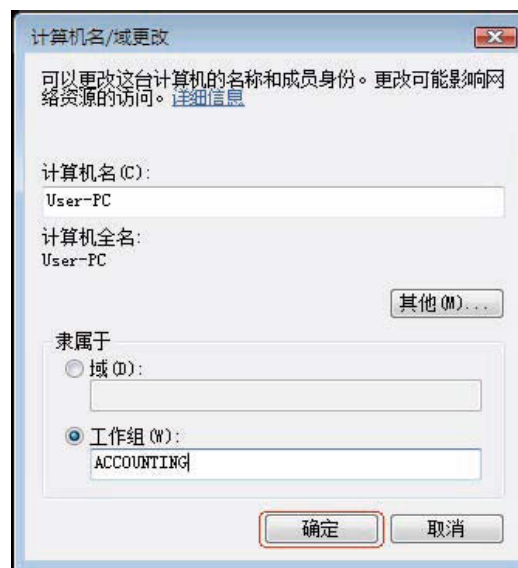 计算机名/域更改
可以更改这台计算机的名称和成员身份。更改可能影响网
络资源的访问。详细信息
计算机名(C):
User-PC
计算机全名:
User-PC
其他(M)...
隶属于
域(D):
工作组(W):
ACCOUNTING
确定
取消